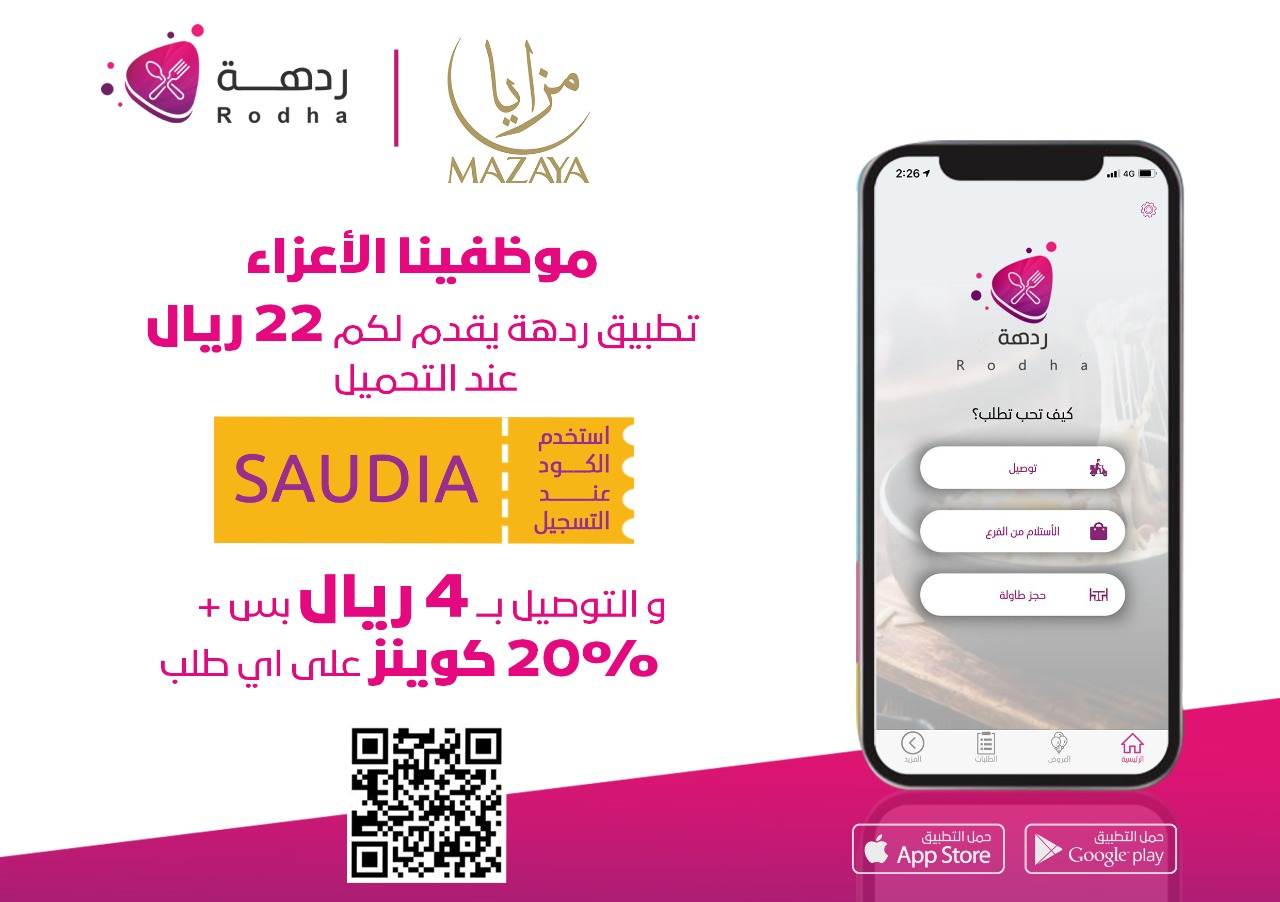 ردهـــة
Rodha
مزايا
MAZAYA
موظفينا الأعزاء
تطبيق ردهة يقدم لكم 22 ريال
عند التحميل
SAUDIA
استخدم
الكـــود
عنـــــد
التسجيل
و التوصيل بـ 4 ريال بس +
20% كوينز على اي طلب
2:26
4G
ردهة
Rodha
كيف تحب تطلب؟
توصيل
الأستلام من الفرع
حجز طاولة
الرئيسية
العروض
الطلبات
المزيد
حمل التطبيق
App Store
حمل التطبيق
Google play